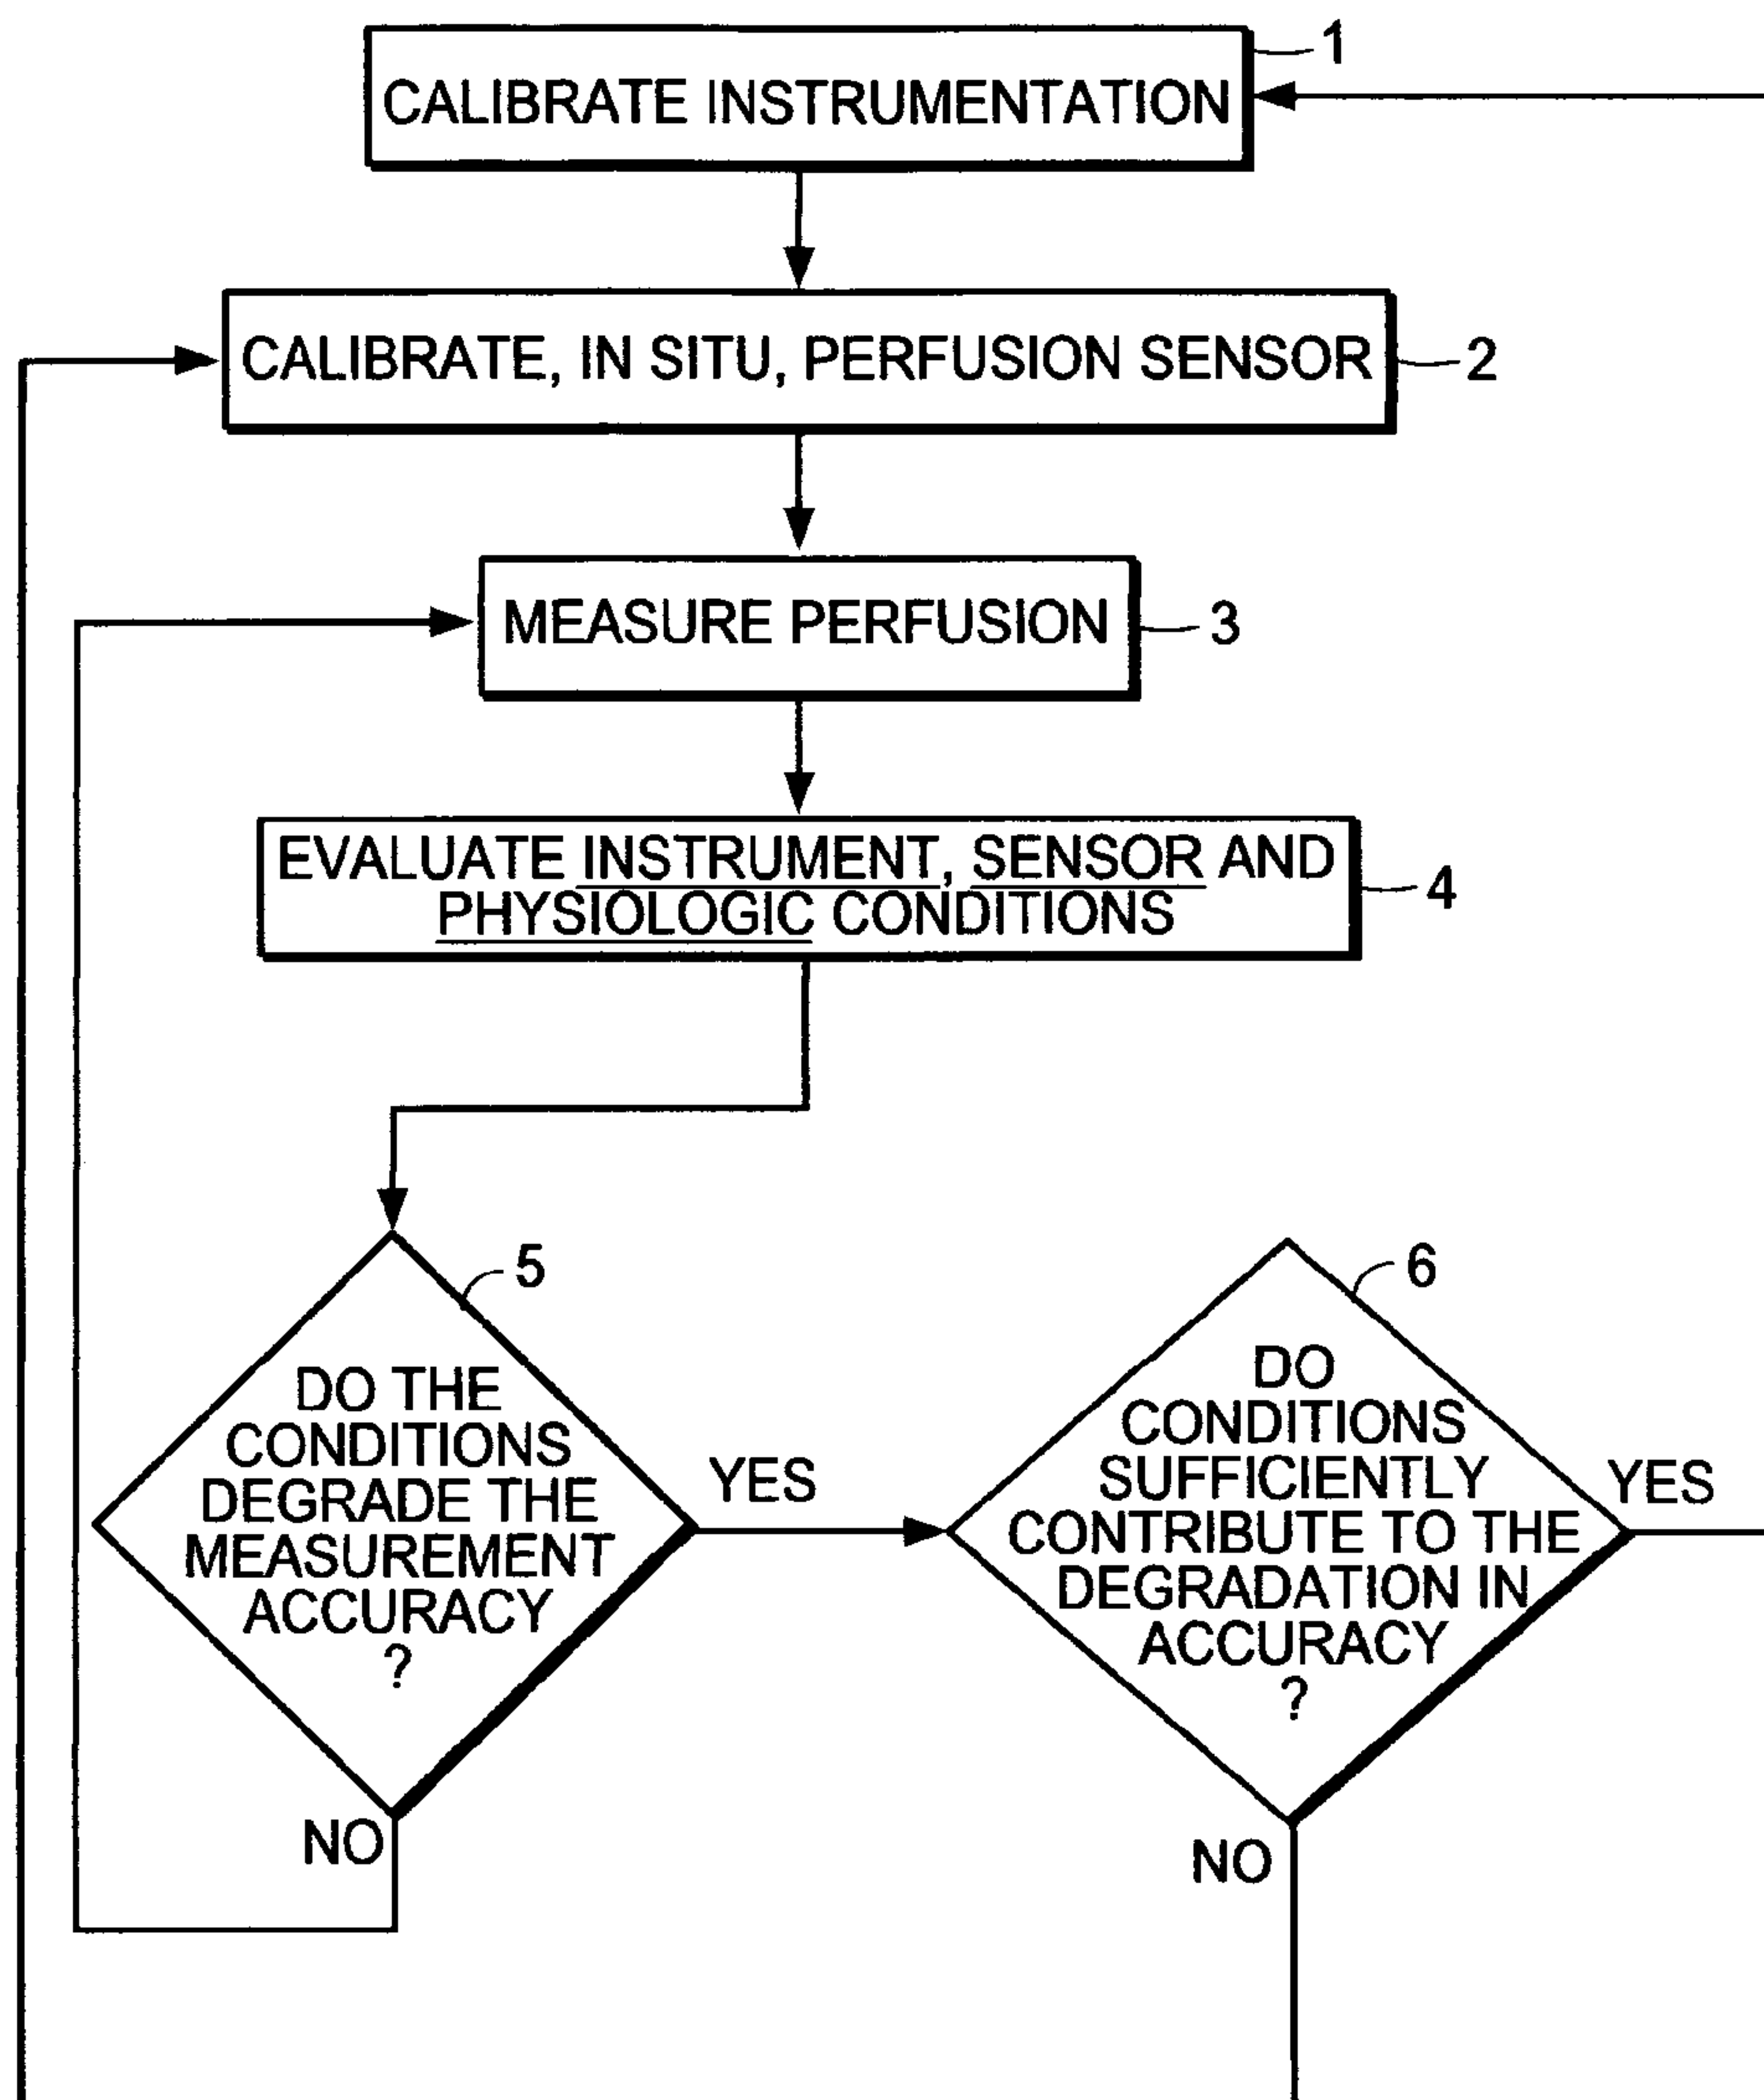 1
CALIBRATE INSTRUMENTATION
CALIBRATE, IN SITU, PERFUSION SENSOR
2
MEASURE PERFUSION
3
EVALUATE INSTRUMENT, SENSOR AND
PHYSIOLOGIC CONDITIONS
4
5
DO THE
CONDITIONS
DEGRADE THE
MEASUREMENT
ACCURACY
?
YES
NO
6
DO
CONDITIONS
SUFFICIENTLY
CONTRIBUTE TO THE
DEGRADATION IN
ACCURACY
?
YES
NO